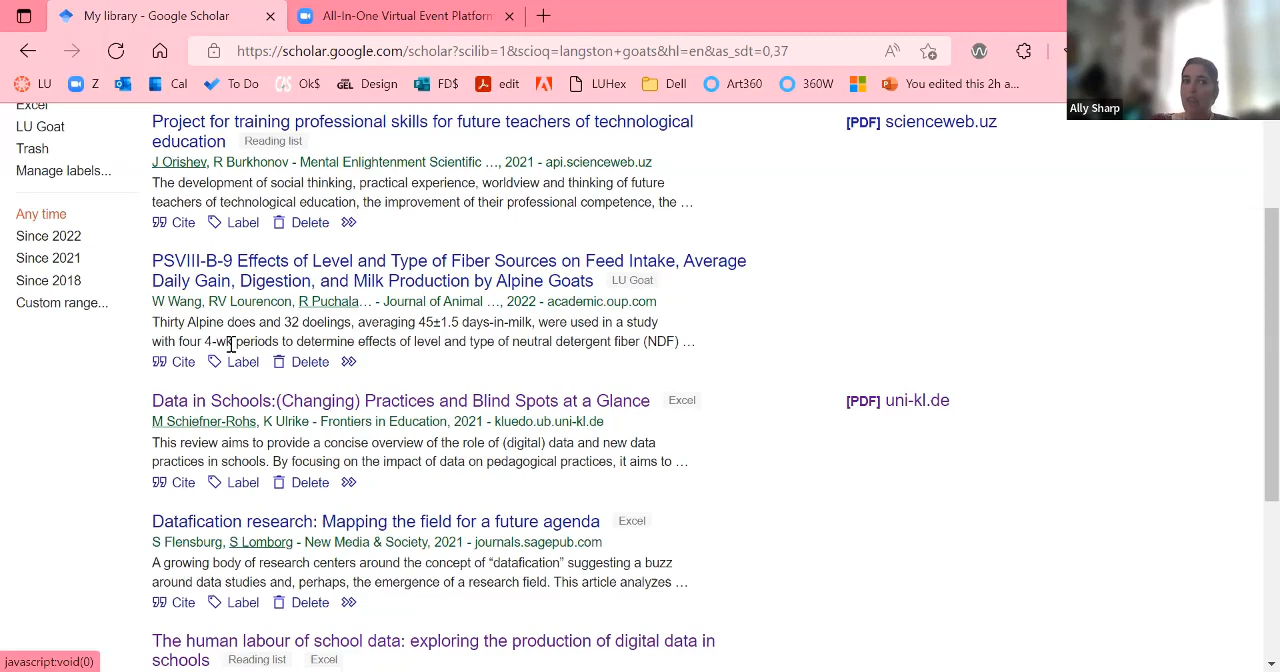 My library - Google Scholar
All-In-One Virtual Event Platform
https://scholar.google.com/scholar?scilib=1&scioq=langston+goats&hl=en&as_sdt=0,37
LU Z Cal To Do Ok$ GEL Design FD$ edit LUHex Dell Art360 360W You edited this 2h a...
Ally Sharp
Excel
LU Goat
Trash
Manage labels...
Any time
Since 2022
Since 2021
Since 2018
Custom range...
Project for training professional skills for future teachers of technological
education Reading list
J Orishev, R Burkhonov - Mental Enlightenment Scientific …, 2021 - api.scienceweb.uz
The development of social thinking, practical experience, worldview and thinking of future
teachers of technological education, the improvement of their professional competence, the …
Cite Label Delete
[PDF] scienceweb.uz
PSVIII-B-9 Effects of Level and Type of Fiber Sources on Feed Intake, Average
Daily Gain, Digestion, and Milk Production by Alpine Goats LU Goat
W Wang, RV Lourencon, R Puchala… - Journal of Animal …, 2022 - academic.oup.com
Thirty Alpine does and 32 doelings, averaging 45±1.5 days-in-milk, were used in a study
with four 4-wk periods to determine effects of level and type of neutral detergent fiber (NDF) …
Cite Label Delete
Data in Schools:(Changing) Practices and Blind Spots at a Glance Excel
M Schiefner-Rohs, K Ulrike - Frontiers in Education, 2021 - kluedo.ub.uni-kl.de
This review aims to provide a concise overview of the role of (digital) data and new data
practices in schools. By focusing on the impact of data on pedagogical practices, it aims to …
Cite Label Delete
[PDF] uni-kl.de
Datafication research: Mapping the field for a future agenda Excel
S Flensburg, S Lomborg - New Media & Society, 2021 - journals.sagepub.com
A growing body of research centers around the concept of “datafication” suggesting a buzz
around data studies and, perhaps, the emergence of a research field. This article analyzes …
Cite Label Delete
The human labour of school data: exploring the production of digital data in
schools Reading list Excel
javascript:void(0)